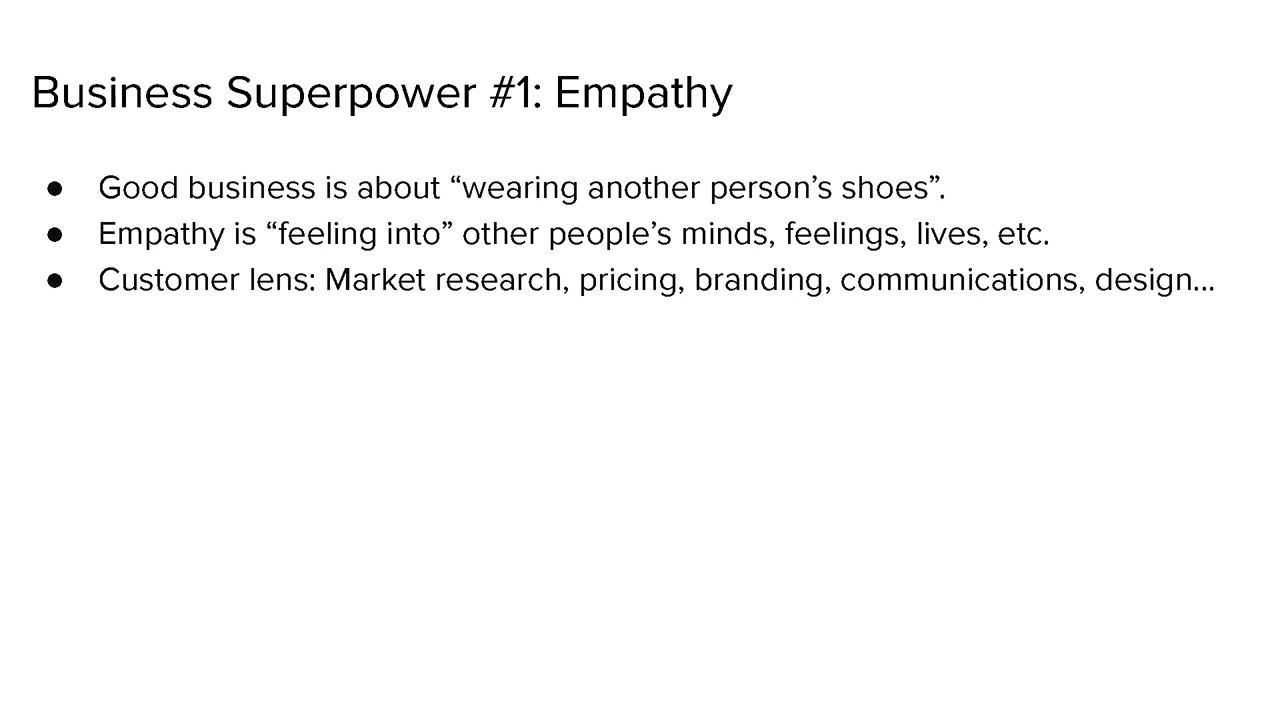 Business Superpower #1: Empathy
● Good business is about “wearing another person’s shoes”.
● Empathy is “feeling into” other people’s minds, feelings, lives, etc.
● Customer lens: Market research, pricing, branding, communications, design...